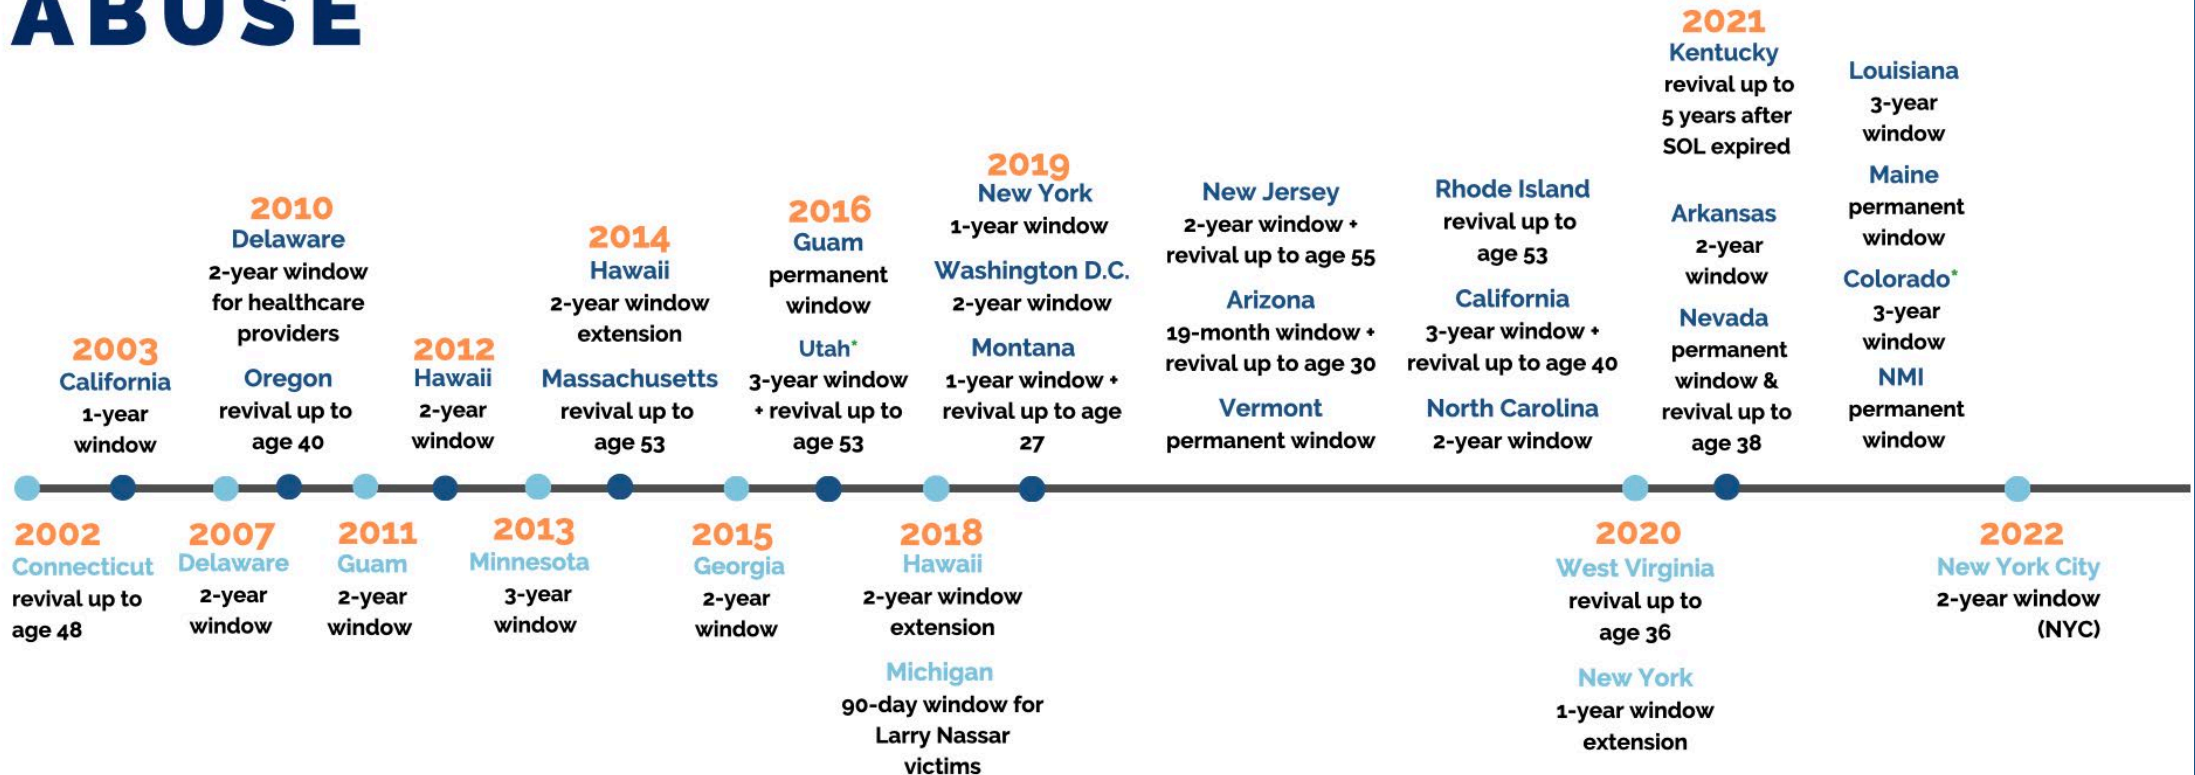 ABUSE
2002
Connecticut
revival up to
age 48
2003
California
1-year
window
2007
Delaware
2-year
window
2010
Delaware
2-year window
for healthcare
providers
Oregon
revival up to
age 40
2011
Guam
2-year
window
2012
Hawaii
2-year
window
2013
Minnesota
3-year
window
2014
Hawaii
2-year window
extension
Massachusetts
revival up to
age 53
2015
Georgia
2-year
window
2016
Guam
permanent
window
Utah*
3-year window
+ revival up to
age 53
2018
Hawaii
2-year window
extension
Michigan
90-day window for
Larry Nassar
victims
2019
New York
1-year window
Washington D.C.
2-year window
Montana
1-year window +
revival up to age
27
New Jersey
2-year window +
revival up to age 55
Arizona
19-month window +
revival up to age 30
Vermont
permanent window
Rhode Island
revival up to
age 53
California
3-year window +
revival up to age 40
North Carolina
2-year window
2020
West Virginia
revival up to
age 36
New York
1-year window
extension
2021
Kentucky
revival up to
5 years after
SOL expired
Arkansas
2-year
window
Nevada
permanent
window &
revival up to
age 38
Louisiana
3-year
window
Maine
permanent
window
Colorado*
3-year
window
NMI
permanent
window
2022
New York City
2-year window
(NYC)